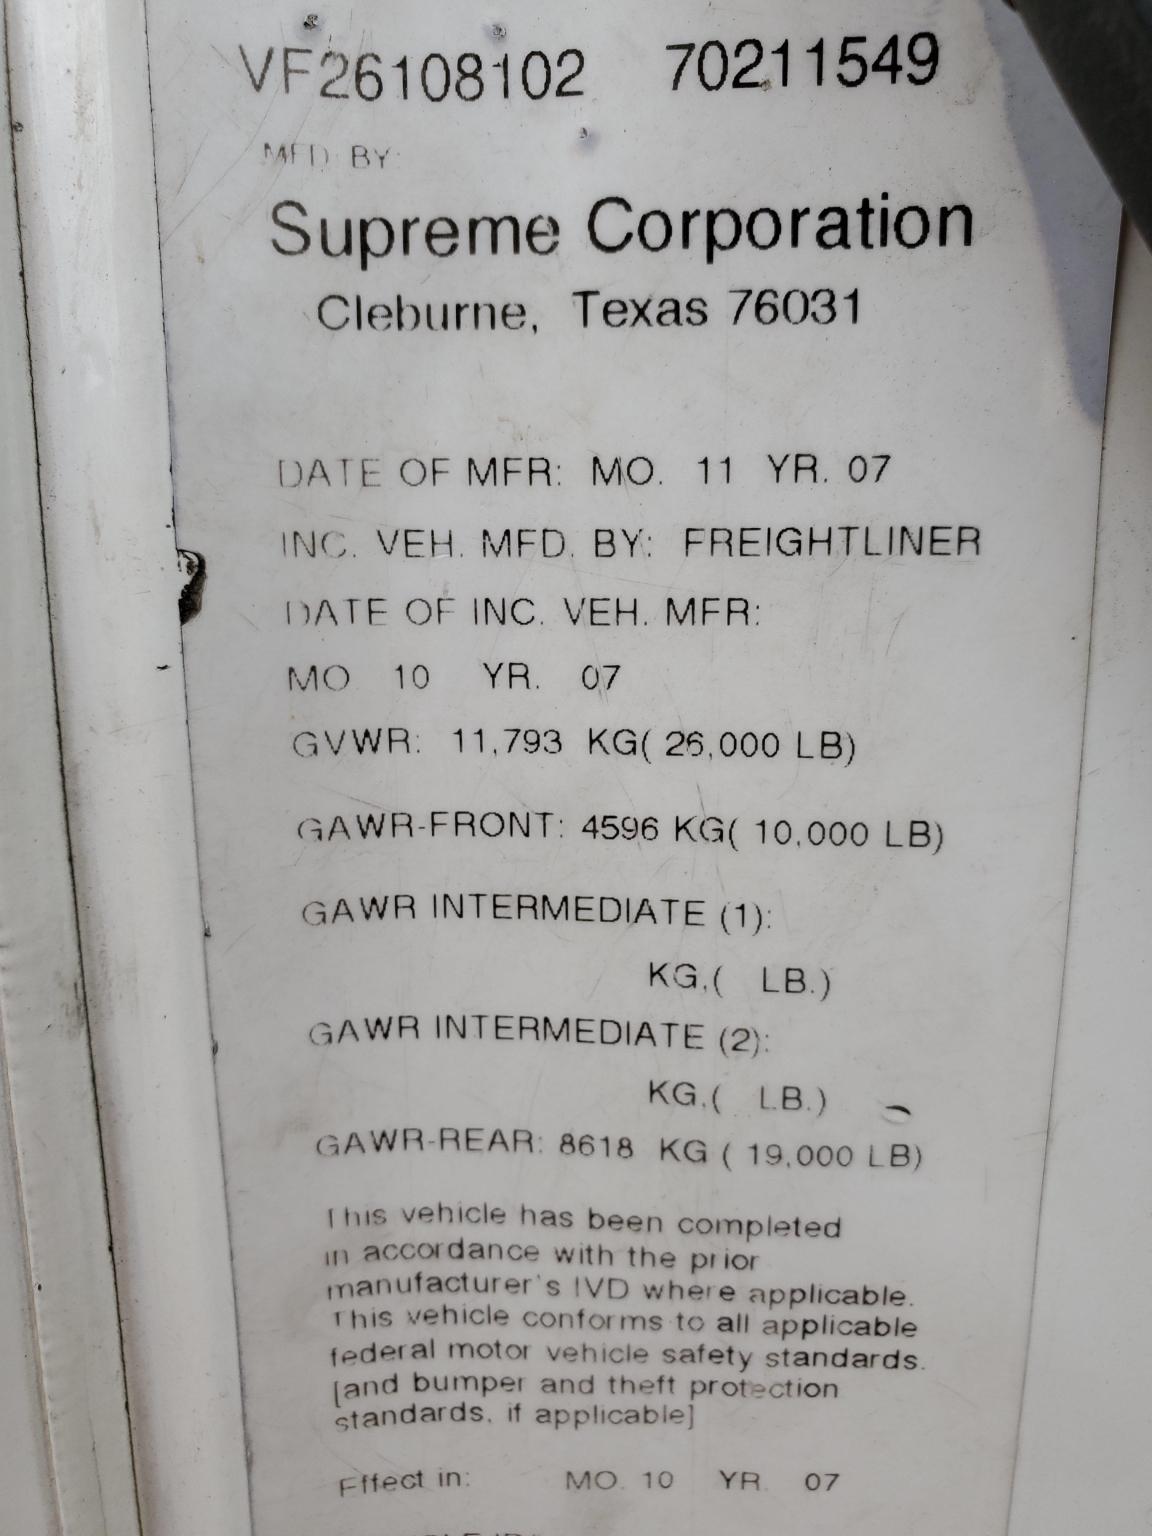 VF26108102 70211549
MFD BY:
Supreme Corporation
Cleburne, Texas 76031
DATE OF MFR: MO. 11 YR. 07
INC. VEH. MFD. BY: FREIGHTLINER
DATE OF INC. VEH. MFR:
MO 10 YR. 07
GVWR: 11,793 KG( 26,000 LB)
GAWR-FRONT: 4596 KG( 10,000 LB)
GAWR INTERMEDIATE (1):
KG.( LB.)
GAWR INTERMEDIATE (2):
KG.( LB.)
GAWR-REAR: 8618 KG ( 19,000 LB)
This vehicle has been completed
in accordance with the prior
manufacturer's IVD where applicable.
This vehicle conforms to all applicable
federal motor vehicle safety standards.
[and bumper and theft protection
standards, if applicable]
Effect in: MO. 10 YR. 07